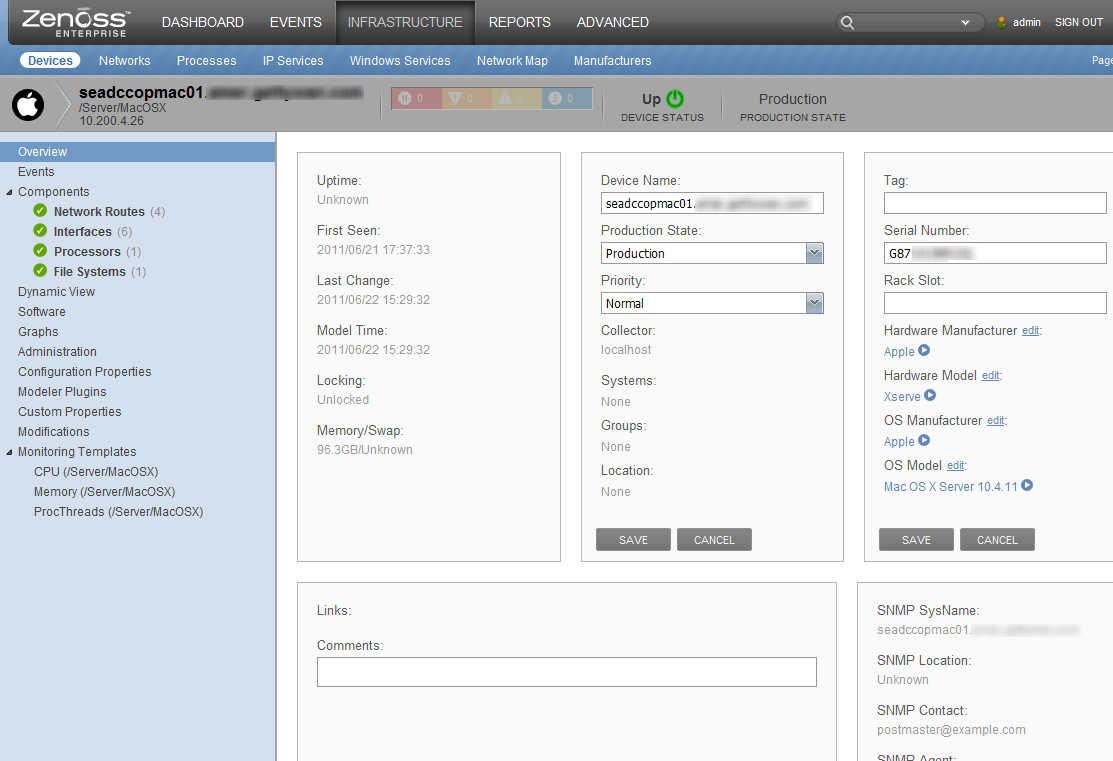 Zenoss™
ENTERPRISE
DASHBOARD EVENTS INFRASTRUCTURE REPORTS ADVANCED
admin SIGN OUT
Devices Networks Processes IP Services Windows Services Network Map Manufacturers
Page
seadccopmac01.
/Server/MacOSX
10.200.4.26
0 0 0 0
Up
DEVICE STATUS
Production
PRODUCTION STATE
Overview
Events
Components
Network Routes (4)
Interfaces (6)
Processors (1)
File Systems (1)
Dynamic View
Software
Graphs
Administration
Configuration Properties
Modeler Plugins
Custom Properties
Modifications
Monitoring Templates
CPU (/Server/MacOSX)
Memory (/Server/MacOSX)
ProcThreads (/Server/MacOSX)
Uptime:
Unknown
First Seen:
2011/06/21 17:37:33
Last Change:
2011/06/22 15:29:32
Model Time:
2011/06/22 15:29:32
Locking:
Unlocked
Memory/Swap:
96.3GB/Unknown
Device Name:
seadccopmac01.
Production State:
Production
Priority:
Normal
Collector:
localhost
Systems:
None
Groups:
None
Location:
None
SAVE CANCEL
Tag:
Serial Number:
G87
Rack Slot:
Hardware Manufacturer edit:
Apple
Hardware Model edit:
Xserve
OS Manufacturer edit:
Apple
OS Model edit:
Mac OS X Server 10.4.11
SAVE CANCEL
Links:
Comments:
SNMP SysName:
seadccopmac01.
SNMP Location:
Unknown
SNMP Contact:
postmaster@example.com
SNMP Agent: